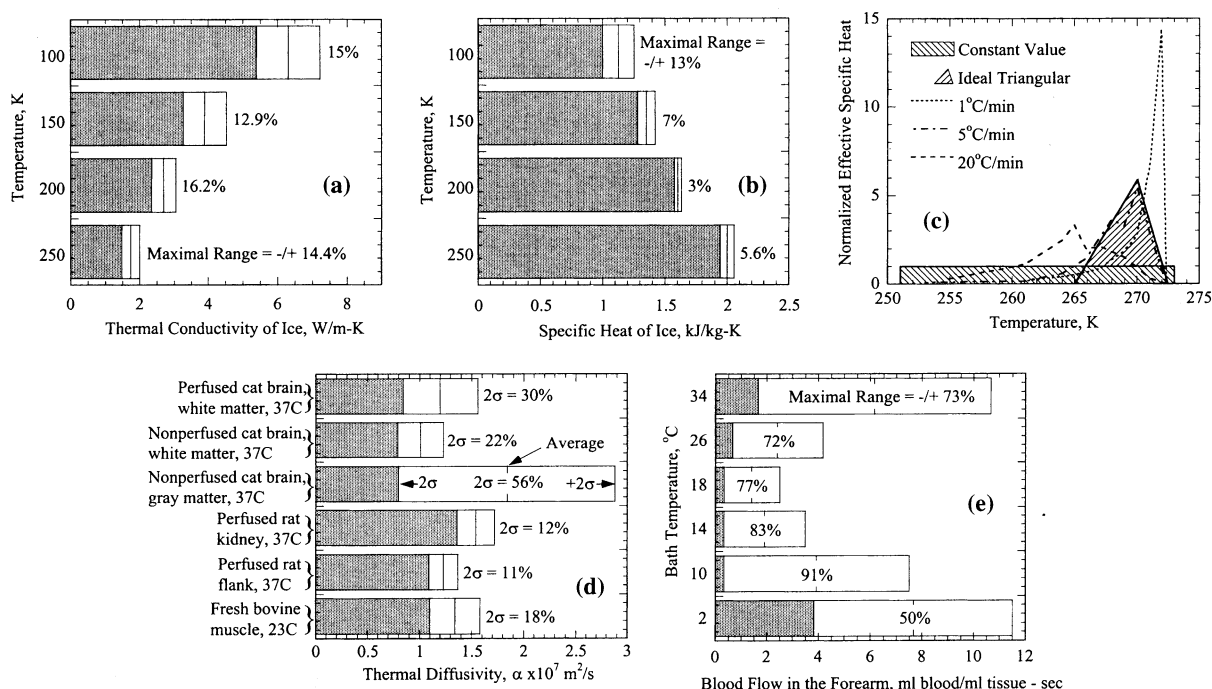 100
150
200
250
Temperature, K
15%
12.9%
16.2%
Maximal Range = -/+ 14.4%
(a)
0 2 4 6 8
Thermal Conductivity of Ice, W/m-K
100
150
200
250
Temperature, K
Maximal Range =
-/+ 13%
7%
3%
5.6%
(b)
0 0.5 1 1.5 2 2.5
Specific Heat of Ice, kJ/kg-K
15
10
5
0
Normalized Effective Specific Heat
Constant Value
Ideal Triangular
1°C/min
5°C/min
20°C/min
(c)
250 255 260 265 270 275
Temperature, K
Perfused cat brain,
white matter, 37C
Nonperfused cat brain,
white matter, 37C
Nonperfused cat brain,
gray matter, 37C
Perfused rat
kidney, 37C
Perfused rat
flank, 37C
Fresh bovine
muscle, 23C
2σ = 30%
2σ = 22%
Average
-2σ 2σ = 56% +2σ
2σ = 12%
2σ = 11%
2σ = 18%
(d)
0 0.5 1 1.5 2 2.5 3
Thermal Diffusivity, α x10⁷ m²/s
34
26
18
14
10
2
Bath Temperature, °C
Maximal Range = -/+ 73%
72%
77%
83%
91%
50%
(e)
0 2 4 6 8 10 12
Blood Flow in the Forearm, ml blood/ml tissue - sec